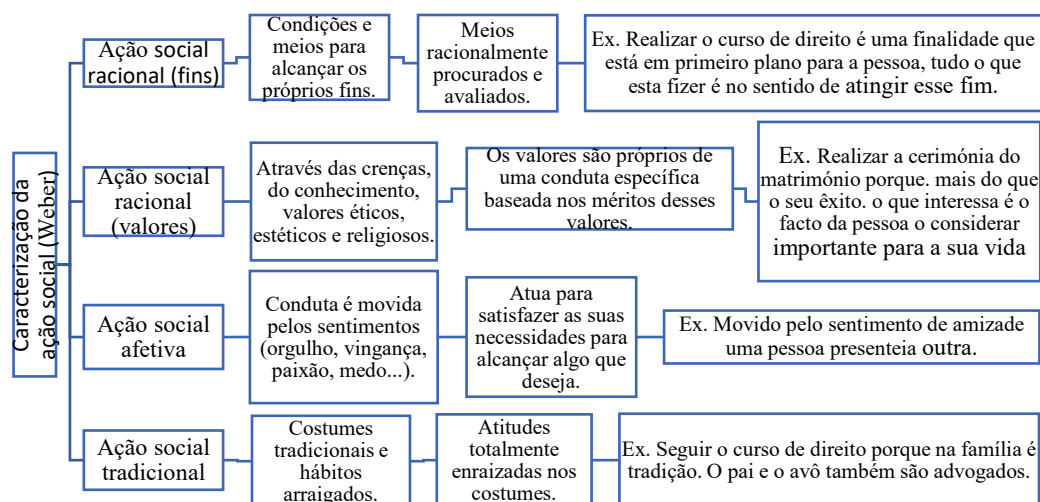 Caracterização da
ação social (Weber)
Ação social
racional (fins)
Condições e
meios para
alcançar os
próprios fins.
Meios
racionalmente
procurados e
avaliados.
Ex. Realizar o curso de direito é uma finalidade que
está em primeiro plano para a pessoa, tudo o que
esta fizer é no sentido de atingir esse fim.
Ação social
racional
(valores)
Através das crenças,
do conhecimento,
valores éticos,
estéticos e religiosos.
Os valores são próprios de
uma conduta específica
baseada nos méritos desses
valores.
Ex. Realizar a cerimónia do
matrimónio porque. mais do que
o seu êxito. o que interessa é o
facto da pessoa o considerar
importante para a sua vida
Ação social
afetiva
Conduta é movida
pelos sentimentos
(orgulho, vingança,
paixão, medo...).
Atua para
satisfazer as suas
necessidades para
alcançar algo que
deseja.
Ex. Movido pelo sentimento de amizade
uma pessoa presenteia outra.
Ação social
tradicional
Costumes
tradicionais e
hábitos
arraigados.
Atitudes
totalmente
enraizadas nos
costumes.
Ex. Seguir o curso de direito porque na família é
tradição. O pai e o avô também são advogados.